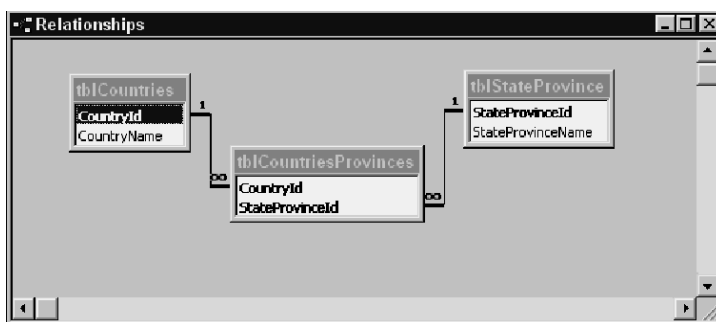 Relationships
tblCountries
CountryId
CountryName
1
tblStateProvince
StateProvinceId
StateProvinceName
1
tblCountriesProvinces
CountryId
StateProvinceId
∞
∞